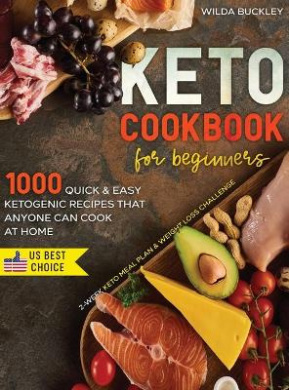 WILDA BUCKLEY
KETO
COOKBOOK
for beginners
1000 QUICK & EASY
KETOGENIC RECIPES THAT
ANYONE CAN COOK
AT HOME
US BEST
CHOICE
2-WEEK KETO MEAL PLAN & WEIGHT LOSS CHALLENGE